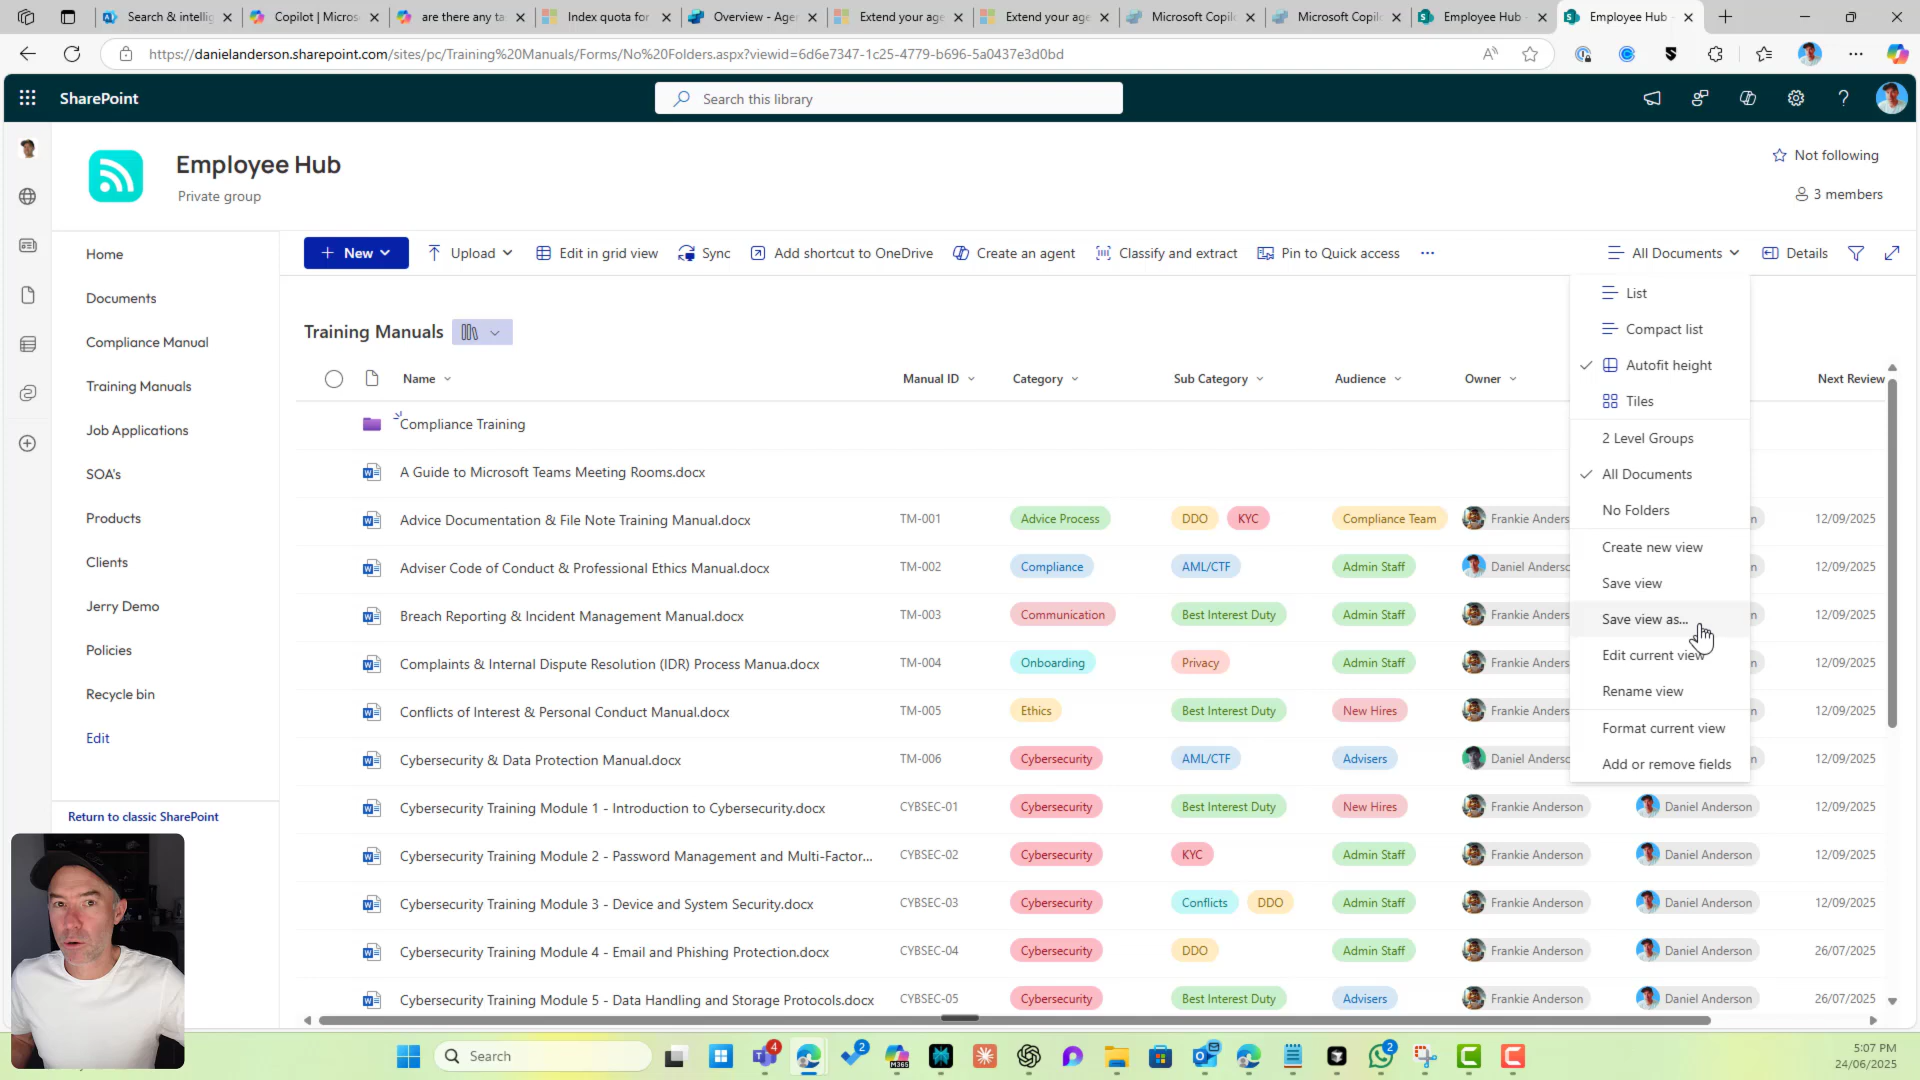 Search & intellig
Copilot | Micros
are there any ta
Index quota for
Overview - Age
Extend your age
Extend your age
Microsoft Copil
Microsoft Copil
Employee Hub
Employee Hub
https://danielanderson.sharepoint.com/sites/pc/Training%20Manuals/Forms/No%20Folders.aspx?viewid=6d6e7347-1c25-4779-b696-5a0437e3d0bd
SharePoint
Search this library
Employee Hub
Private group
Not following
3 members
Home
Documents
Compliance Manual
Training Manuals
Job Applications
SOA's
Products
Clients
Jerry Demo
Policies
Recycle bin
Edit
Return to classic SharePoint
New
Upload
Edit in grid view
Sync
Add shortcut to OneDrive
Create an agent
Classify and extract
Pin to Quick access
All Documents
Details
Training Manuals
Name Manual ID Category Sub Category Audience Owner Next Review
Compliance Training
A Guide to Microsoft Teams Meeting Rooms.docx
Advice Documentation & File Note Training Manual.docx TM-001 Advice Process DDO KYC Compliance Team Frankie Anders n 12/09/2025
Adviser Code of Conduct & Professional Ethics Manual.docx TM-002 Compliance AML/CTF Admin Staff Daniel Anderso n 12/09/2025
Breach Reporting & Incident Management Manual.docx TM-003 Communication Best Interest Duty Admin Staff Frankie Anders n 12/09/2025
Complaints & Internal Dispute Resolution (IDR) Process Manua.docx TM-004 Onboarding Privacy Admin Staff Frankie Anders n 12/09/2025
Conflicts of Interest & Personal Conduct Manual.docx TM-005 Ethics Best Interest Duty New Hires Frankie Anders n 12/09/2025
Cybersecurity & Data Protection Manual.docx TM-006 Cybersecurity AML/CTF Advisers Daniel Anderso n 12/09/2025
Cybersecurity Training Module 1 - Introduction to Cybersecurity.docx CYBSEC-01 Cybersecurity Best Interest Duty New Hires Frankie Anderson Daniel Anderson 12/09/2025
Cybersecurity Training Module 2 - Password Management and Multi-Factor... CYBSEC-02 Cybersecurity KYC Admin Staff Frankie Anderson Daniel Anderson 12/09/2025
Cybersecurity Training Module 3 - Device and System Security.docx CYBSEC-03 Cybersecurity Conflicts DDO Admin Staff Frankie Anderson Daniel Anderson 12/09/2025
Cybersecurity Training Module 4 - Email and Phishing Protection.docx CYBSEC-04 Cybersecurity DDO Admin Staff Frankie Anderson Daniel Anderson 26/07/2025
Cybersecurity Training Module 5 - Data Handling and Storage Protocols.docx CYBSEC-05 Cybersecurity Best Interest Duty Advisers Frankie Anderson Daniel Anderson 26/07/2025
List
Compact list
Autofit height
Tiles
2 Level Groups
All Documents
No Folders
Create new view
Save view
Save view as...
Edit current view
Rename view
Format current view
Add or remove fields
Search
4
2
M365
2
5:07 PM
24/06/2025